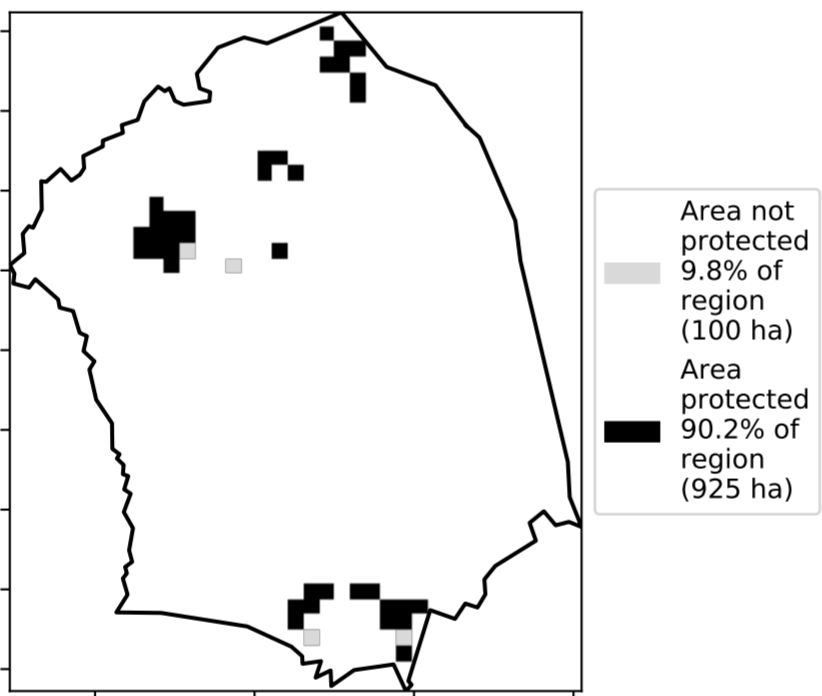 Area not
protected
9.8% of
region
(100 ha)
Area
protected
90.2% of
region
(925 ha)